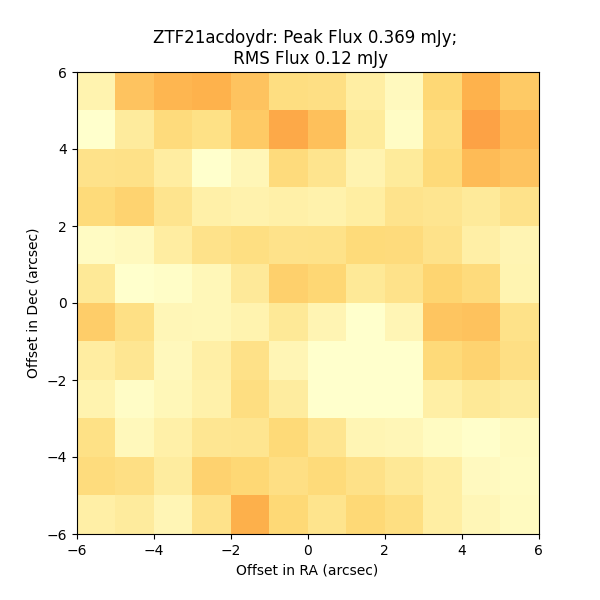 ZTF21acdoydr: Peak Flux 0.369 mJy;
RMS Flux 0.12 mJy
6
4
2
0
−2
−4
−6
Offset in Dec (arcsec)
−6 −4 −2 0 2 4 6
Offset in RA (arcsec)